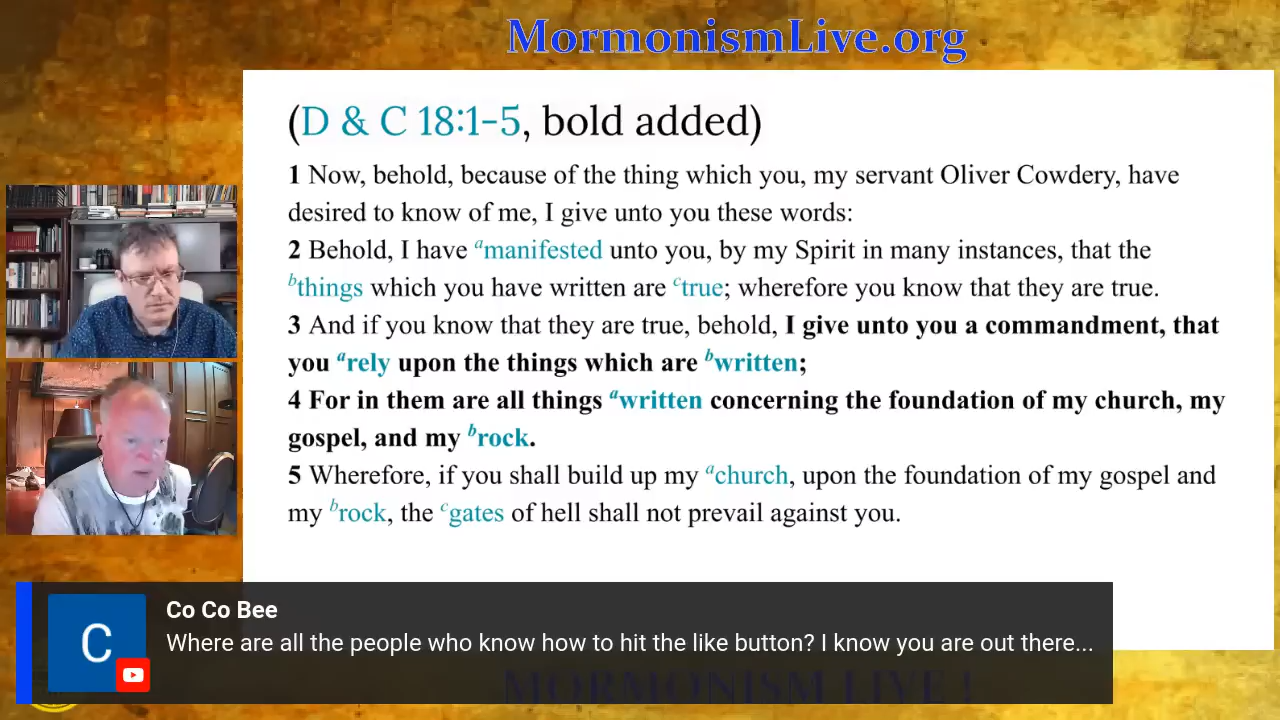 MormonismLive.org
(D & C 18:1-5, bold added)
1 Now, behold, because of the thing which you, my servant Oliver Cowdery, have
desired to know of me, I give unto you these words:
2 Behold, I have amanifested unto you, by my Spirit in many instances, that the
bthings which you have written are ctrue; wherefore you know that they are true.
3 And if you know that they are true, behold, I give unto you a commandment, that
you arely upon the things which are bwritten;
4 For in them are all things awritten concerning the foundation of my church, my
gospel, and my brock.
5 Wherefore, if you shall build up my achurch, upon the foundation of my gospel and
my brock, the cgates of hell shall not prevail against you.
C
Co Co Bee
Where are all the people who know how to hit the like button? I know you are out there...
MORMONISM LIVE !